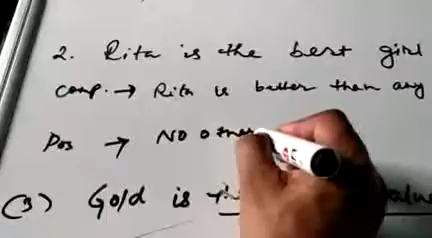 2. Rita is the best girl
Comp. → Rita is better than any
Pos → No other
(3) Gold is